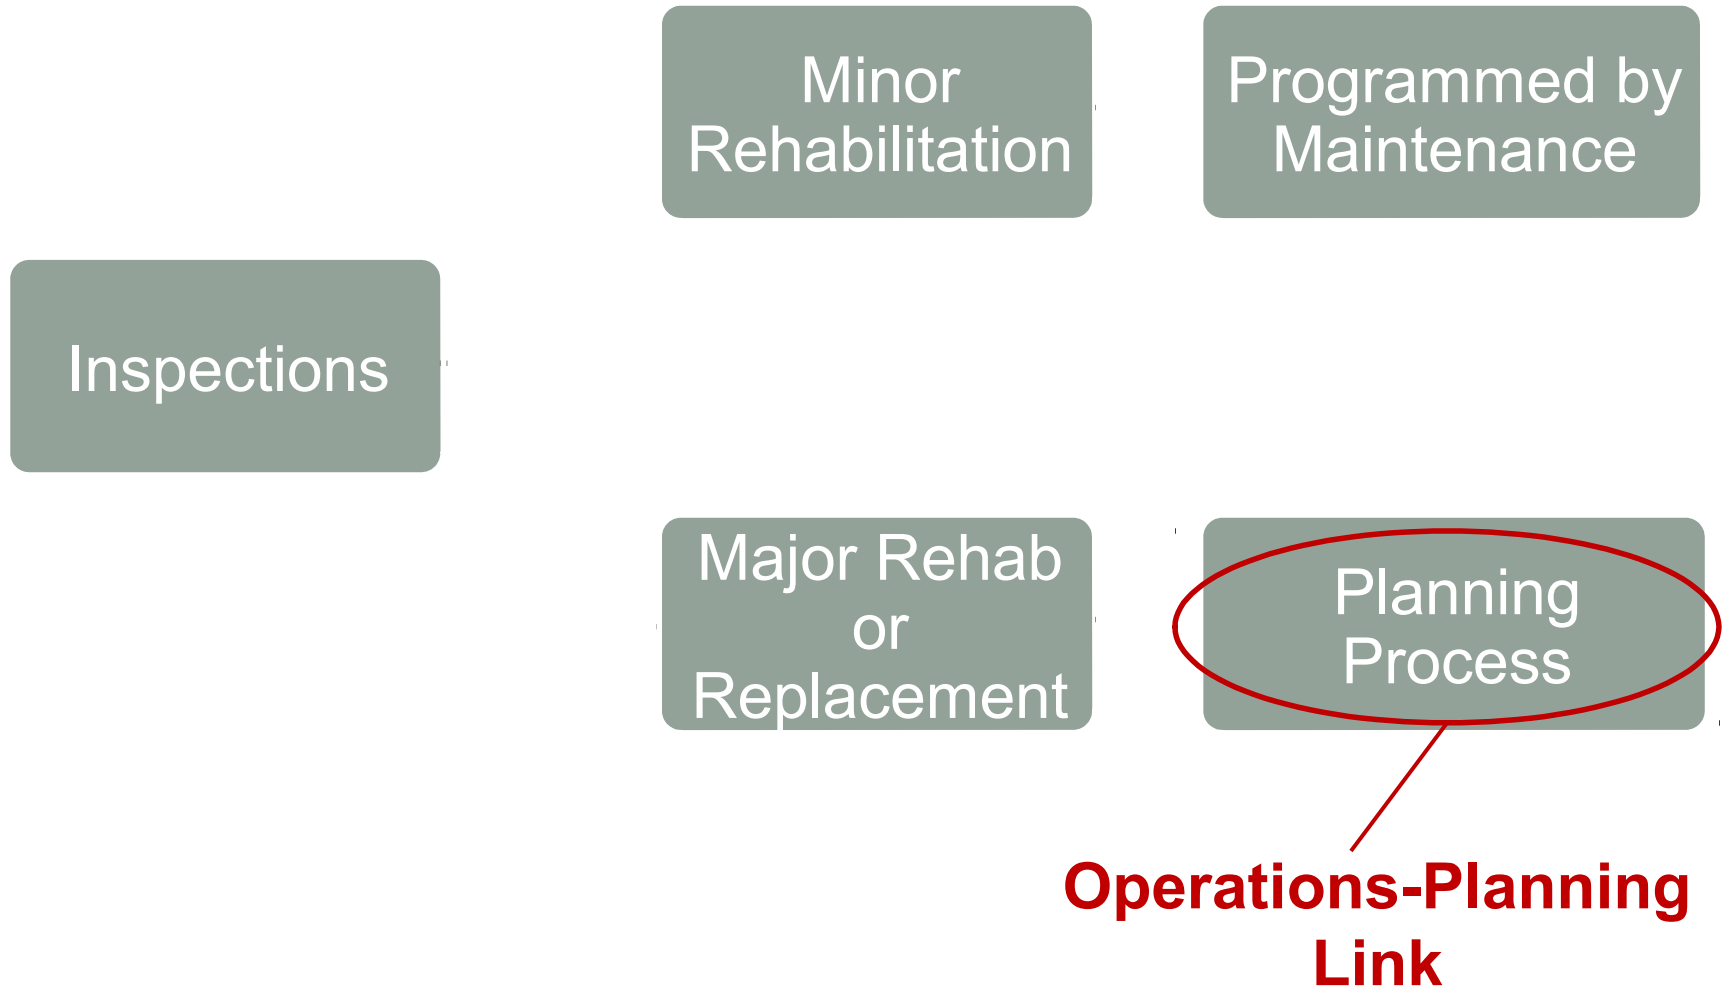 Minor
Rehabilitation
Programmed by
Maintenance
Inspections
Major Rehab
or
Replacement
Planning
Process
Operations-Planning
Link